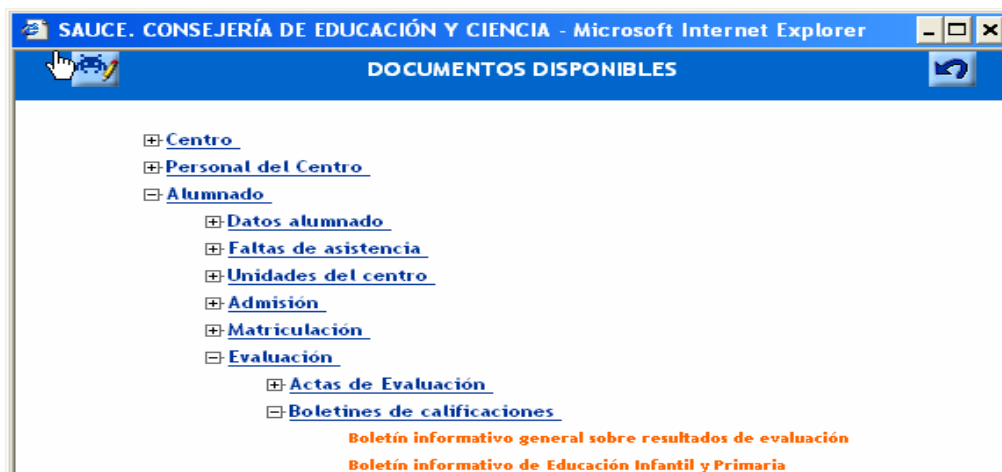 SAUCE. CONSEJERÍA DE EDUCACIÓN Y CIENCIA - Microsoft Internet Explorer
DOCUMENTOS DISPONIBLES
Centro
Personal del Centro
Alumnado
Datos alumnado
Faltas de asistencia
Unidades del centro
Admisión
Matriculación
Evaluación
Actas de Evaluación
Boletines de calificaciones
Boletín informativo general sobre resultados de evaluación
Boletín informativo de Educación Infantil y Primaria